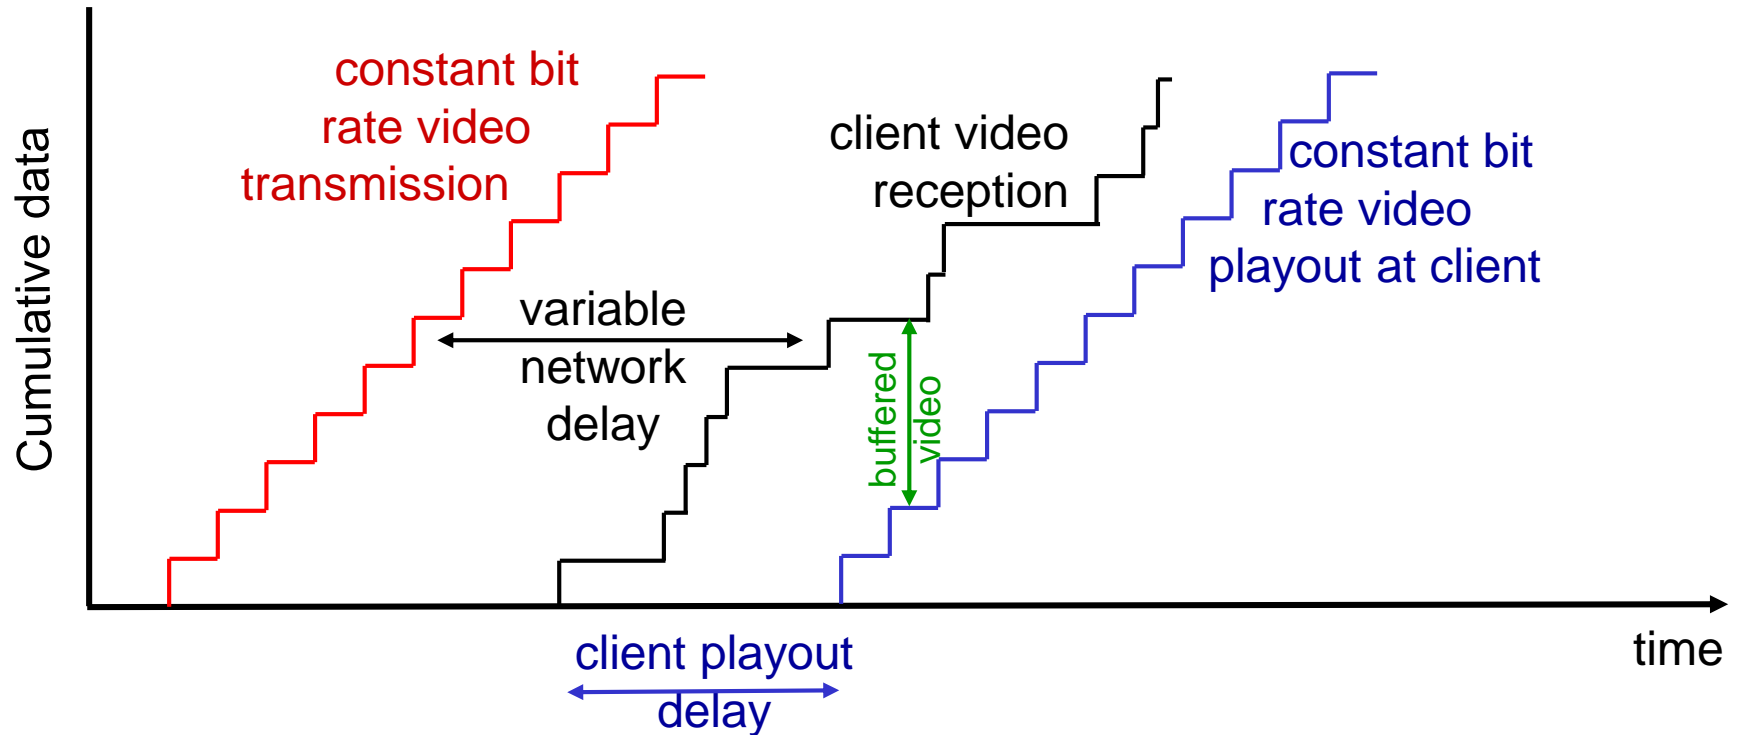 constant bit
rate video
transmission
client video
reception
constant bit
rate video
playout at client
Cumulative data
variable
network
delay
buffered
video
client playout
delay
time